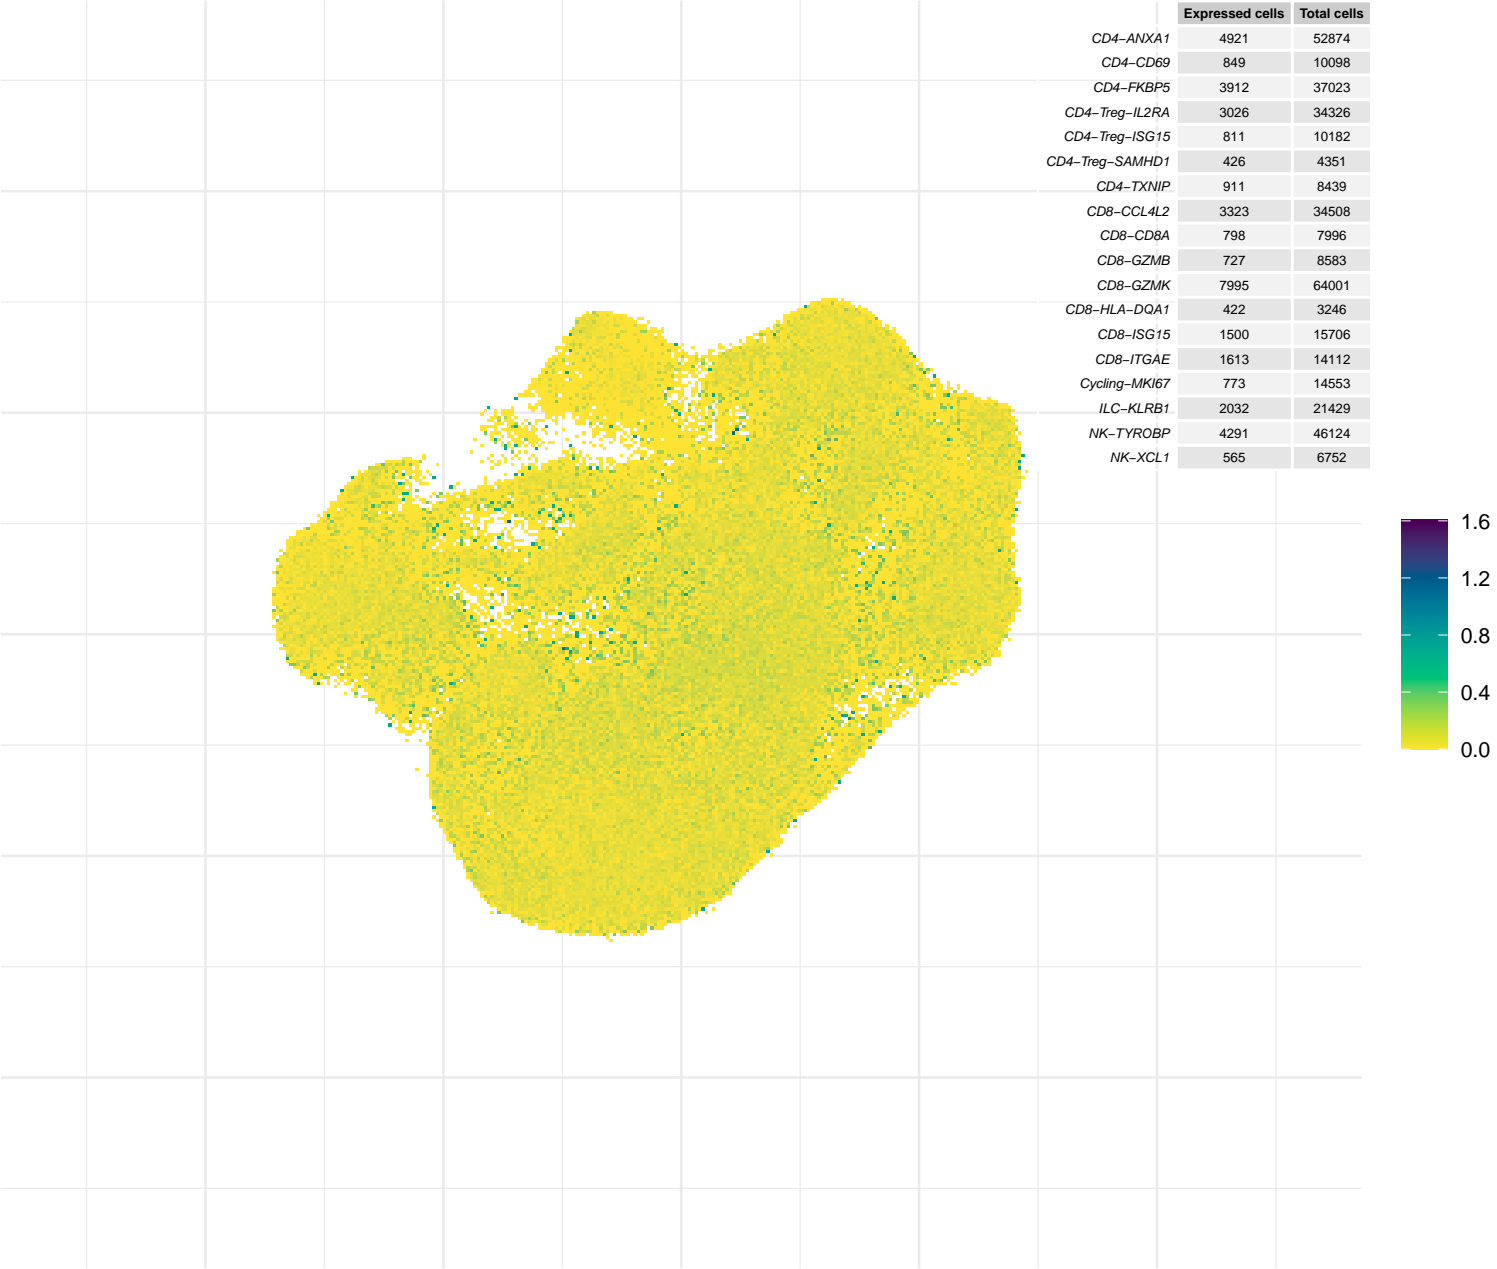 Expressed cells Total cells
CD4−ANXA1 4921 52874
CD4−CD69 849 10098
CD4−FKBP5 3912 37023
CD4−Treg−IL2RA 3026 34326
CD4−Treg−ISG15 811 10182
CD4−Treg−SAMHD1 426 4351
CD4−TXNIP 911 8439
CD8−CCL4L2 3323 34508
CD8−CD8A 798 7996
CD8−GZMB 727 8583
CD8−GZMK 7995 64001
CD8−HLA−DQA1 422 3246
CD8−ISG15 1500 15706
CD8−ITGAE 1613 14112
Cycling−MKI67 773 14553
ILC−KLRB1 2032 21429
NK−TYROBP 4291 46124
NK−XCL1 565 6752
1.6
1.2
0.8
0.4
0.0